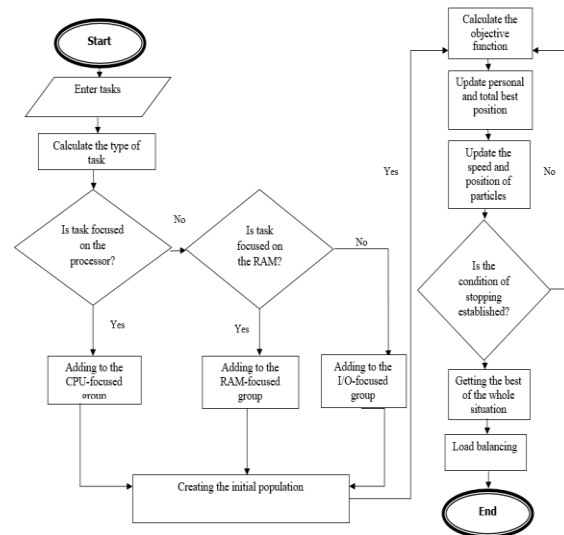 Start
Enter tasks
Calculate the type of
task
Is task focused
on the
processor?
No
Is task
focused on
the RAM?
No
Yes
Yes
Adding to the
CPU-focused
group
Adding to the
RAM-focused
group
Adding to the
I/O-focused
group
Creating the initial population
Yes
Calculate the
objective
function
Update personal
and total best
position
Update the
speed and
position of
particles
No
Is the
condition of
stopping
established?
Getting the best
of the whole
situation
Load balancing
End